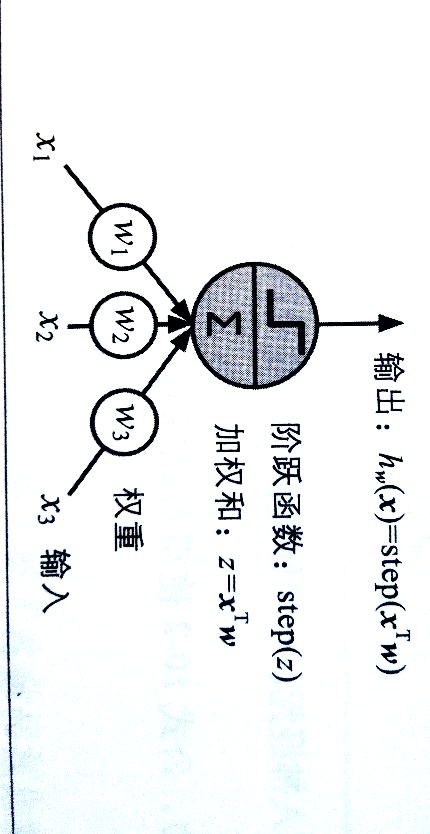 输出：h_w(x)=step(xᵀw)
阶跃函数：step(z)
Σ
加权和：z=xᵀw
w₁ w₂ w₃ 权重
x₁ x₂ x₃ 输入